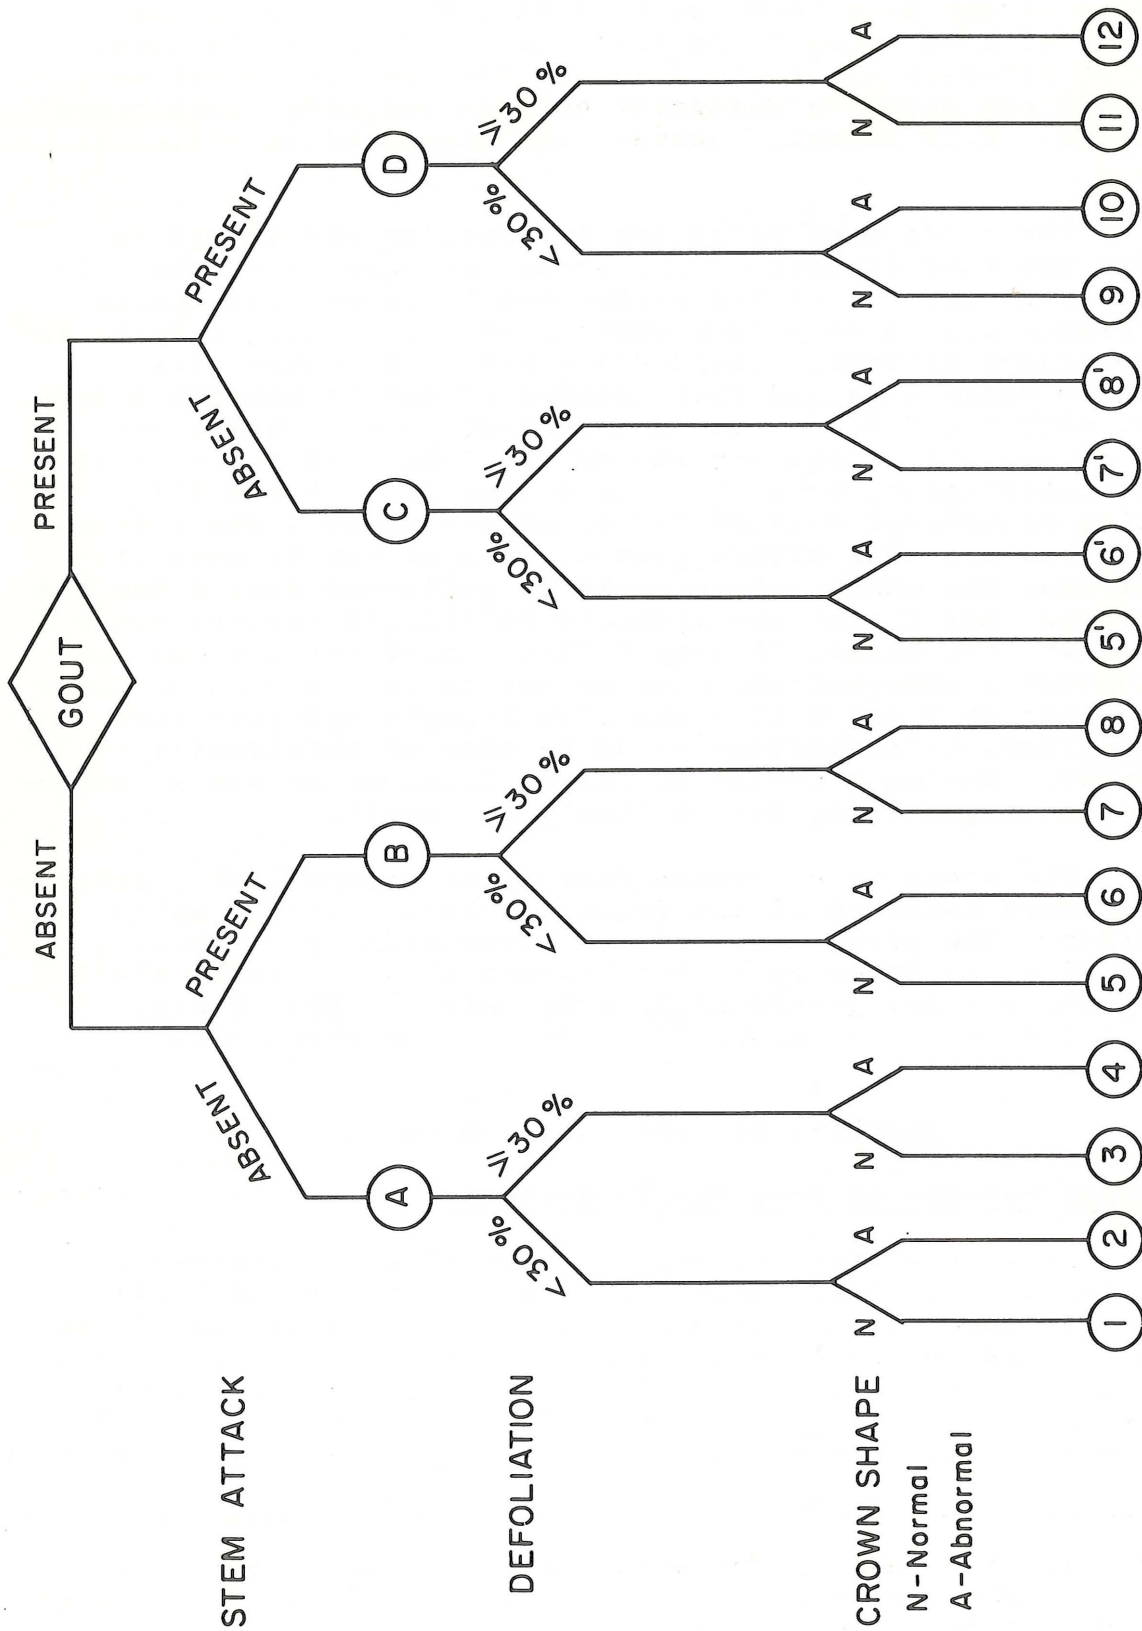 GOUT
ABSENT PRESENT
STEM ATTACK
ABSENT PRESENT ABSENT PRESENT
A B C D
DEFOLIATION
<30% ≥30% <30% ≥30% <30% ≥30% <30% ≥30%
CROWN SHAPE
N A N A N A N A N A N A N A N A
N-Normal
A-Abnormal
1 2 3 4 5 6 7 8 5' 6' 7' 8' 9 10 11 12